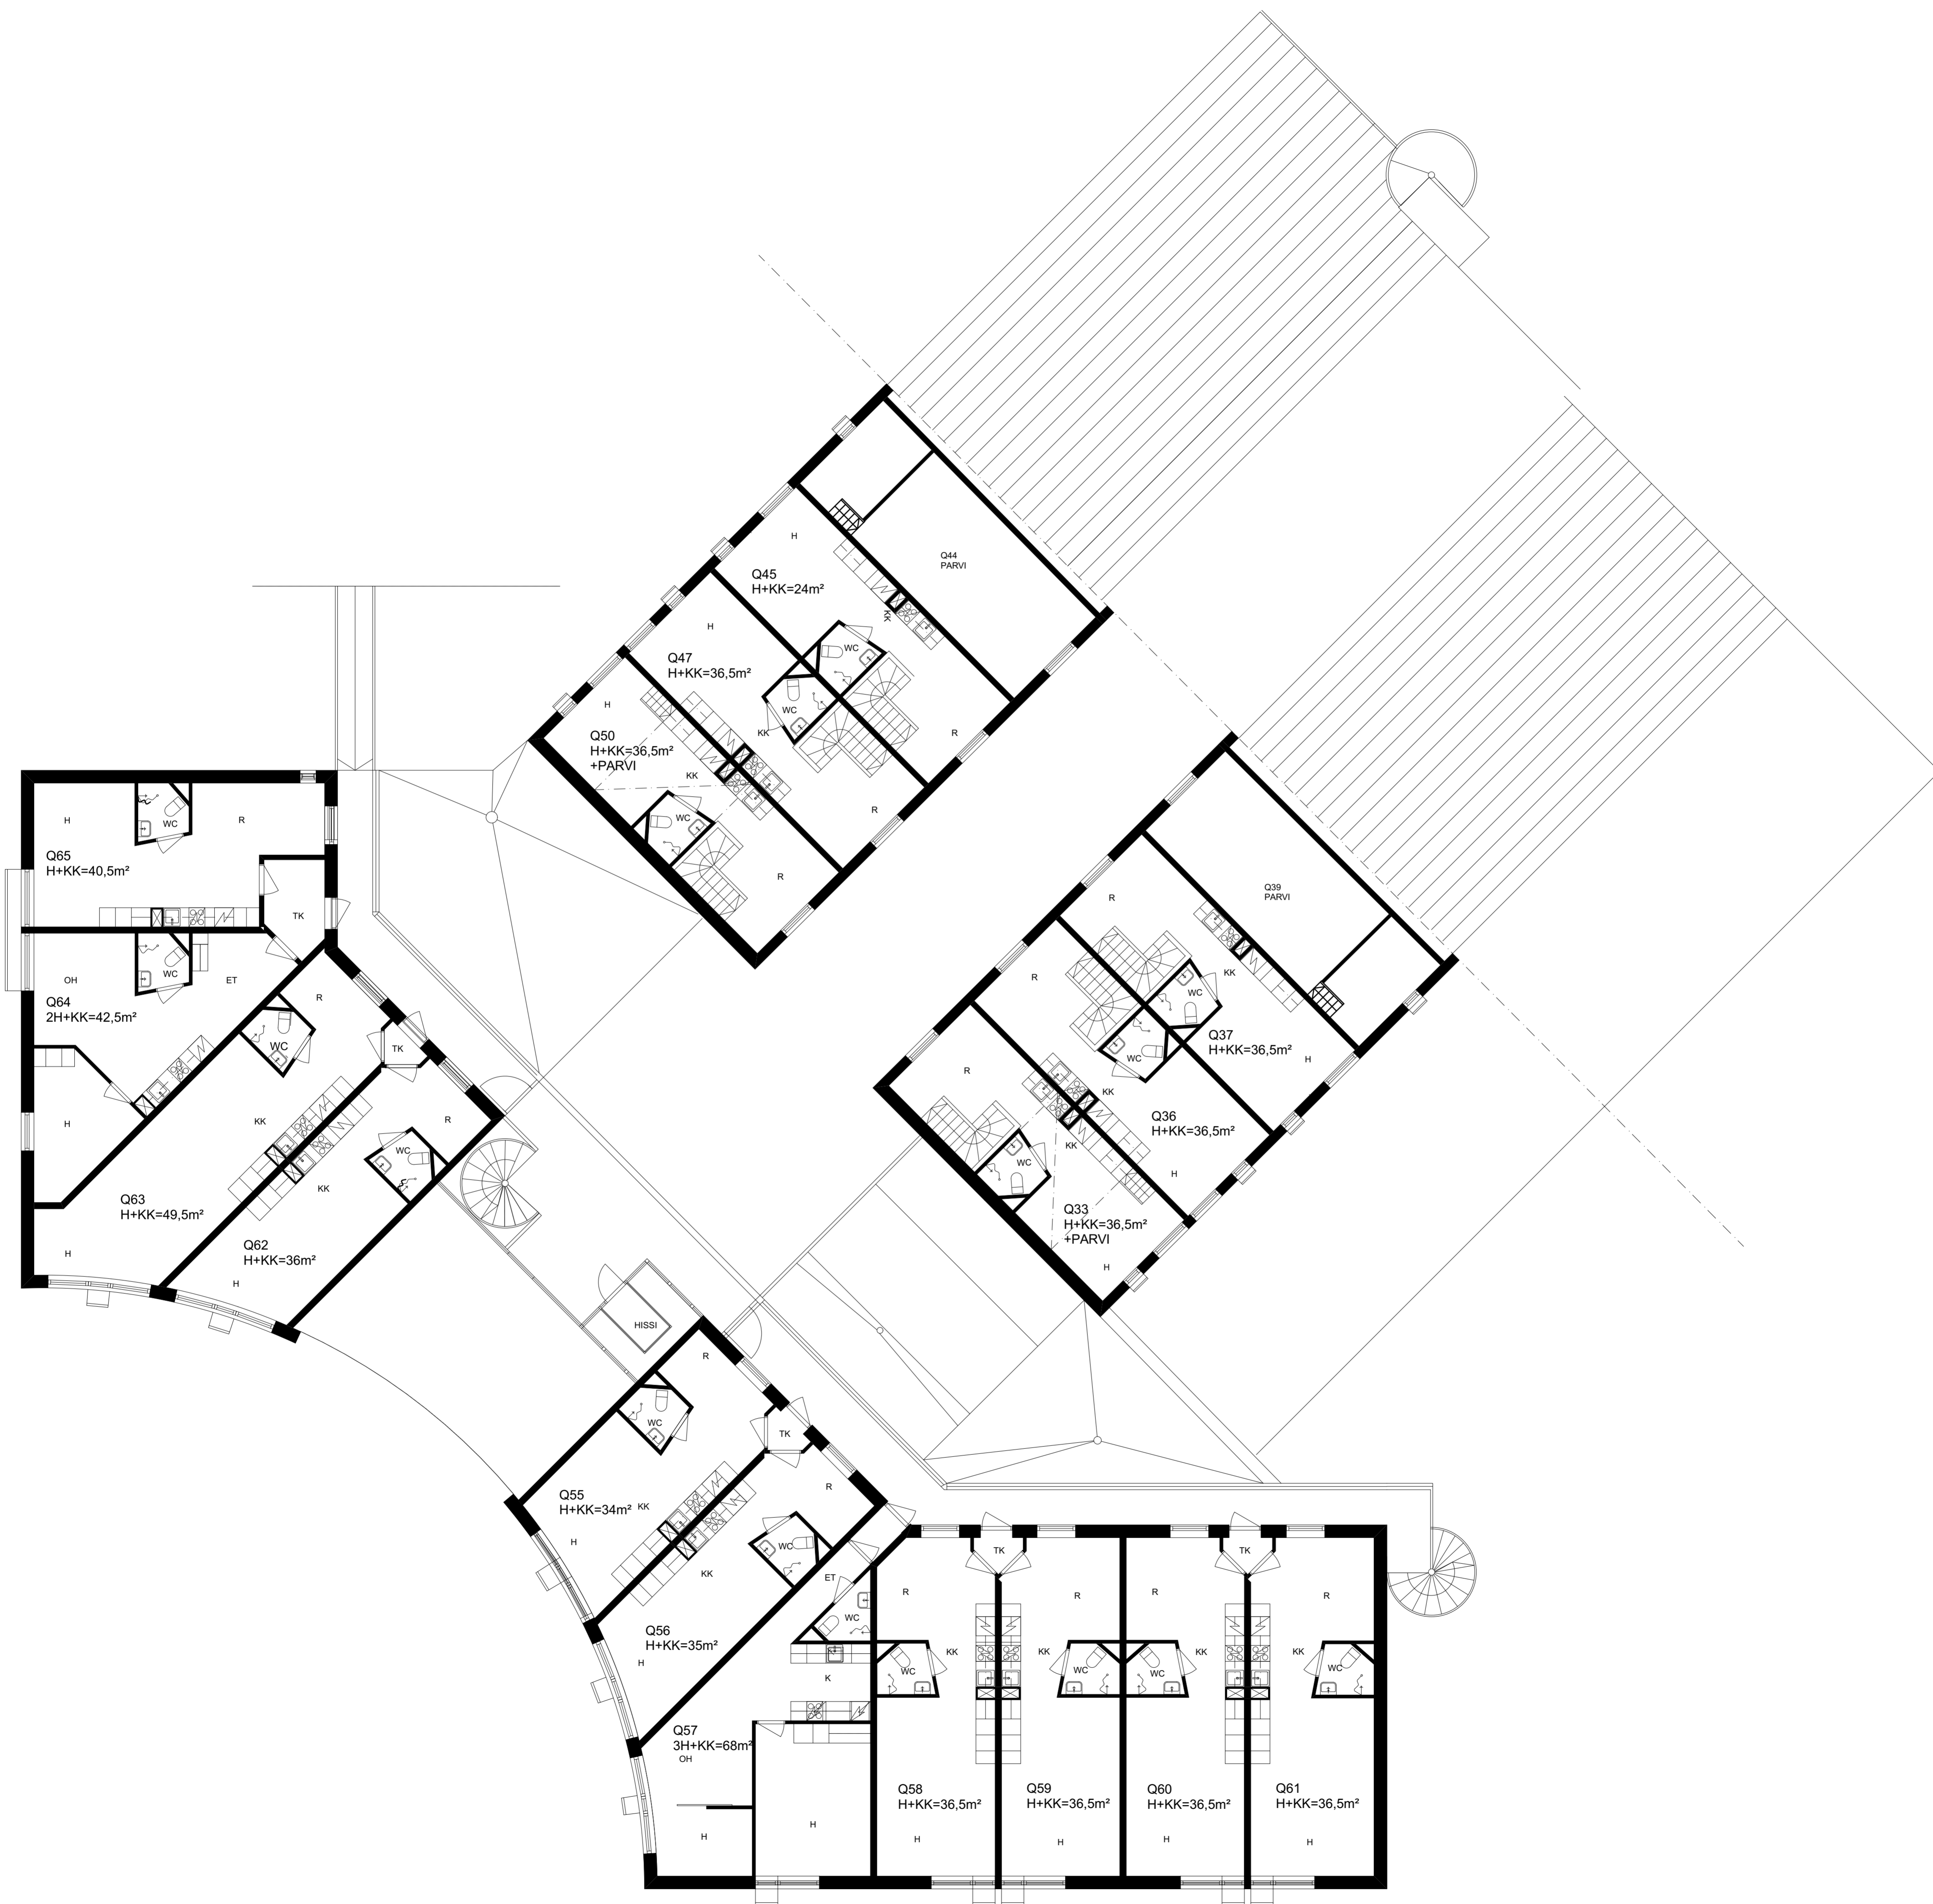 H
Q44
PARVI
Q45
H+KK=24m²
KK
WC
R
H
Q47
H+KK=36,5m²
WC
KK
R
H
Q50
H+KK=36,5m²
+PARVI
KK
WC
R
H
WC
R
Q65
H+KK=40,5m²
TK
OH
WC
ET
Q64
2H+KK=42,5m²
H
R
WC
TK
KK
Q63
H+KK=49,5m²
H
R
WC
KK
Q62
H+KK=36m²
H
HISSI
Q39
PARVI
R
KK
WC
Q37
H+KK=36,5m²
H
R
WC
KK
Q36
H+KK=36,5m²
H
R
KK
WC
Q33
H+KK=36,5m²
+PARVI
H
R
WC
TK
Q55
H+KK=34m²
KK
H
R
WC
KK
Q56
H+KK=35m²
H
ET
WC
K
Q57
3H+KK=68m²
OH
H
H
TK
R
KK
WC
Q58
H+KK=36,5m²
H
R
KK
WC
Q59
H+KK=36,5m²
H
TK
R
KK
WC
Q60
H+KK=36,5m²
H
R
KK
WC
Q61
H+KK=36,5m²
H